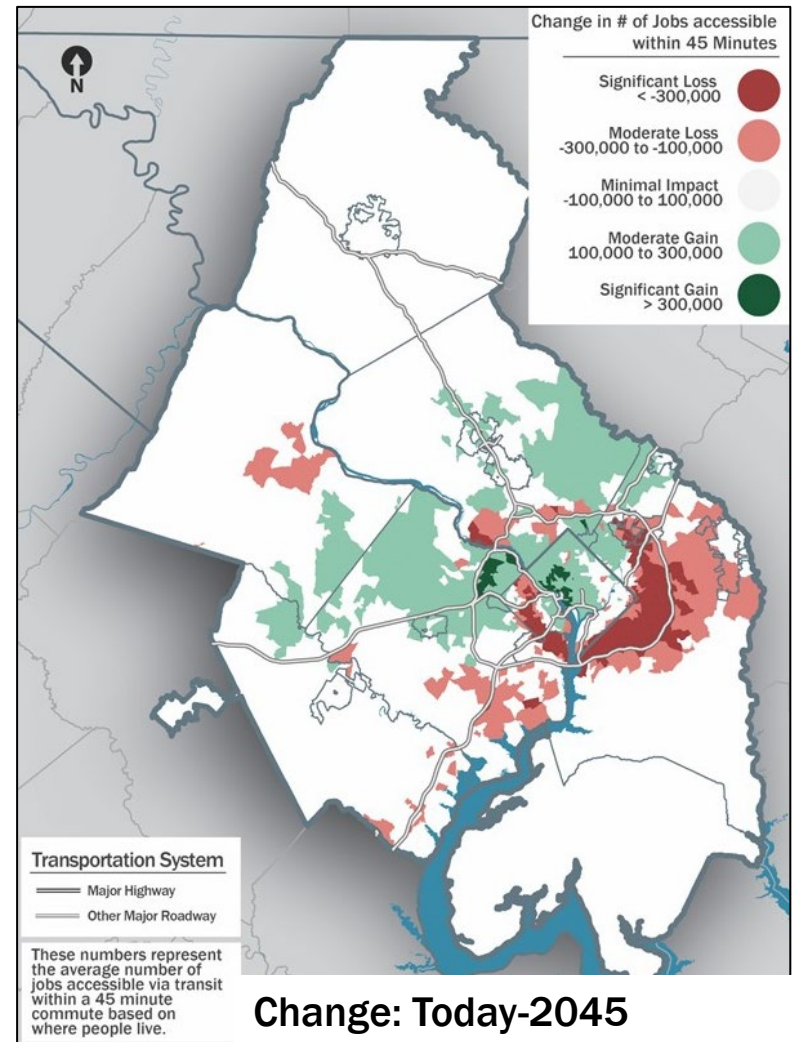 Change in # of Jobs accessible
within 45 Minutes
N
Significant Loss
< -300,000
Moderate Loss
-300,000 to -100,000
Minimal Impact
-100,000 to 100,000
Moderate Gain
100,000 to 300,000
Significant Gain
> 300,000
Transportation System
Major Highway
Other Major Roadway
These numbers represent
the average number of
jobs accessible via transit
within a 45 minute
commute based on
where people live.
Change: Today-2045